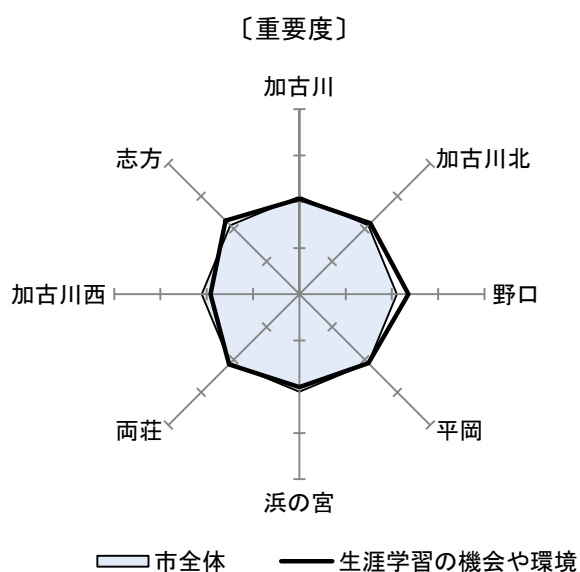 〔重要度〕
加古川
志方
加古川北
加古川西
野口
両荘
平岡
浜の宮
市全体
生涯学習の機会や環境